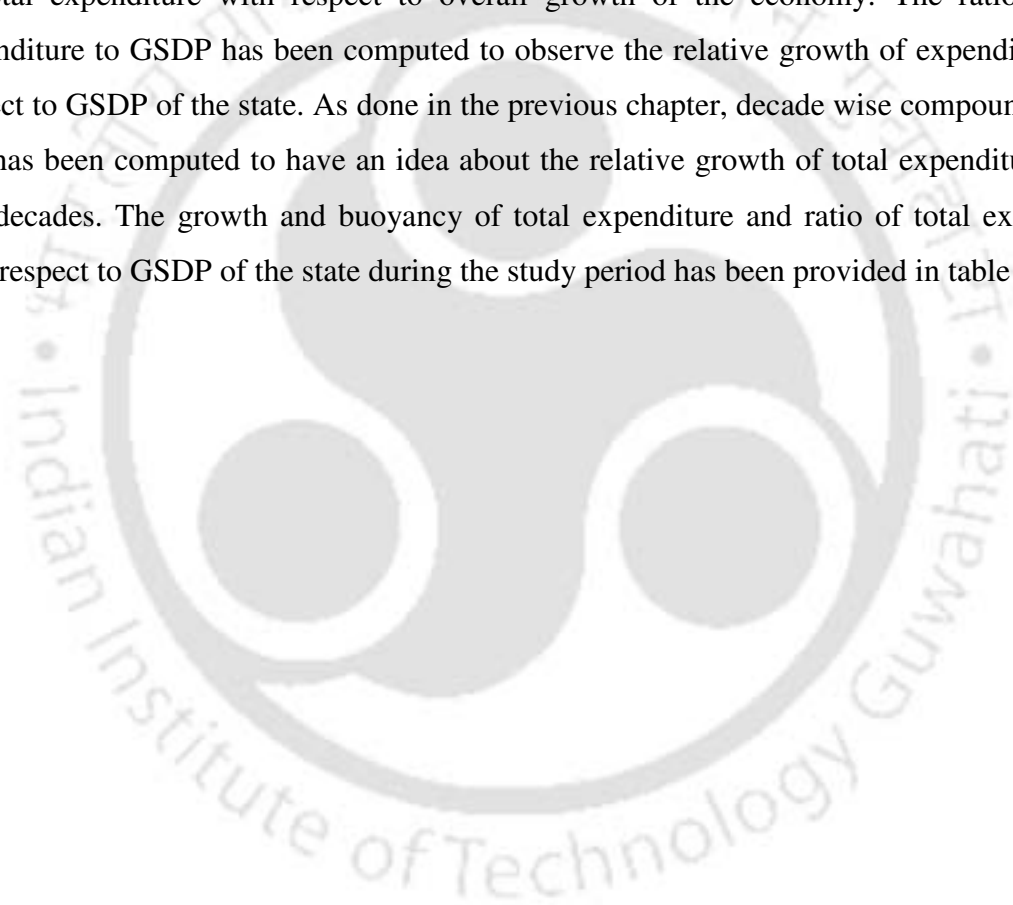 tal expenditure with respect to overall growth of the economy. The ratio
nditure to GSDP has been computed to observe the relative growth of expendi
ct to GSDP of the state. As done in the previous chapter, decade wise compoun
has been computed to have an idea about the relative growth of total expenditu
decades. The growth and buoyancy of total expenditure and ratio of total ex
respect to GSDP of the state during the study period has been provided in table
Indian Institute of Technology Guwahati